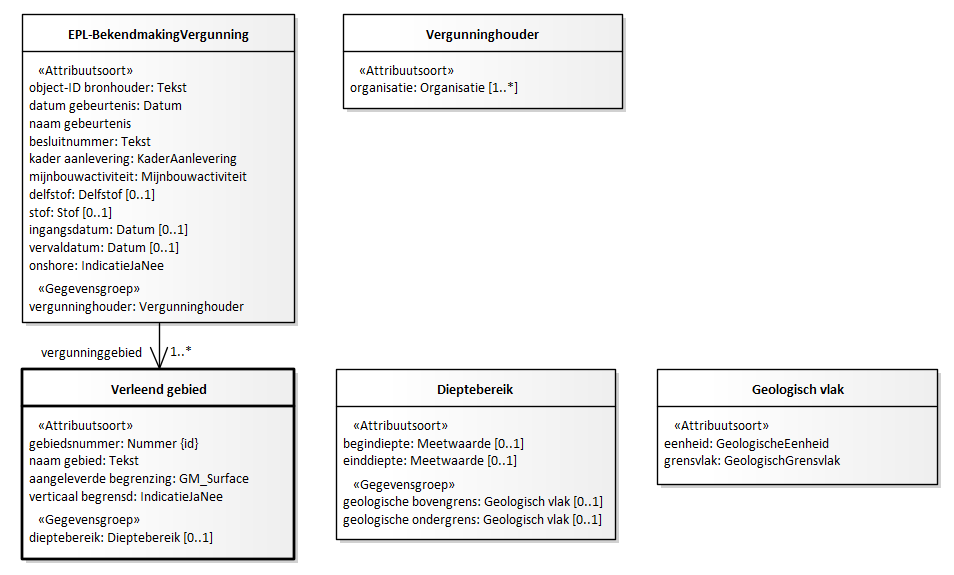 EPL-BekendmakingVergunning
«Attribuutsoort»
object-ID bronhouder: Tekst
datum gebeurtenis: Datum
naam gebeurtenis
besluitnummer: Tekst
kader aanlevering: KaderAanlevering
mijnbouwactiviteit: Mijnbouwactiviteit
delfstof: Delfstof [0..1]
stof: Stof [0..1]
ingangsdatum: Datum [0..1]
vervaldatum: Datum [0..1]
onshore: IndicatieJaNee
«Gegevensgroep»
vergunninghouder: Vergunninghouder
Vergunninghouder
«Attribuutsoort»
organisatie: Organisatie [1..*]
vergunninggebied 1..*
Verleend gebied
«Attribuutsoort»
gebiedsnummer: Nummer {id}
naam gebied: Tekst
aangeleverde begrenzing: GM_Surface
verticaal begrensd: IndicatieJaNee
«Gegevensgroep»
dieptebereik: Dieptebereik [0..1]
Dieptebereik
«Attribuutsoort»
begindiepte: Meetwaarde [0..1]
einddiepte: Meetwaarde [0..1]
«Gegevensgroep»
geologische bovengrens: Geologisch vlak [0..1]
geologische ondergrens: Geologisch vlak [0..1]
Geologisch vlak
«Attribuutsoort»
eenheid: GeologischeEenheid
grensvlak: GeologischGrensvlak